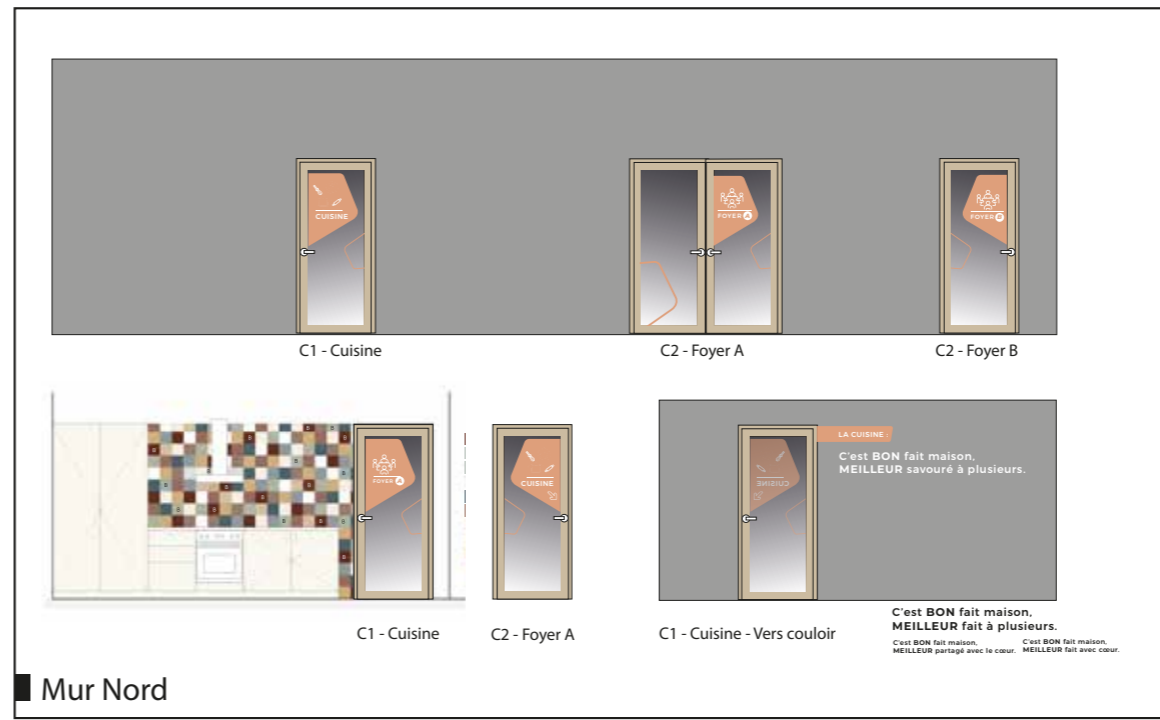 CUISINE
FOYER A
FOYER B
C1 - Cuisine
C2 - Foyer A
C2 - Foyer B
FOYER A
CUISINE
CUISINE
LA CUISINE :
C'est BON fait maison,
MEILLEUR savouré à plusieurs.
C1 - Cuisine
C2 - Foyer A
C1 - Cuisine - Vers couloir
C'est BON fait maison,
MEILLEUR fait à plusieurs.
C'est BON fait maison,
MEILLEUR partagé avec le cœur.
C'est BON fait maison,
MEILLEUR fait avec cœur.
Mur Nord